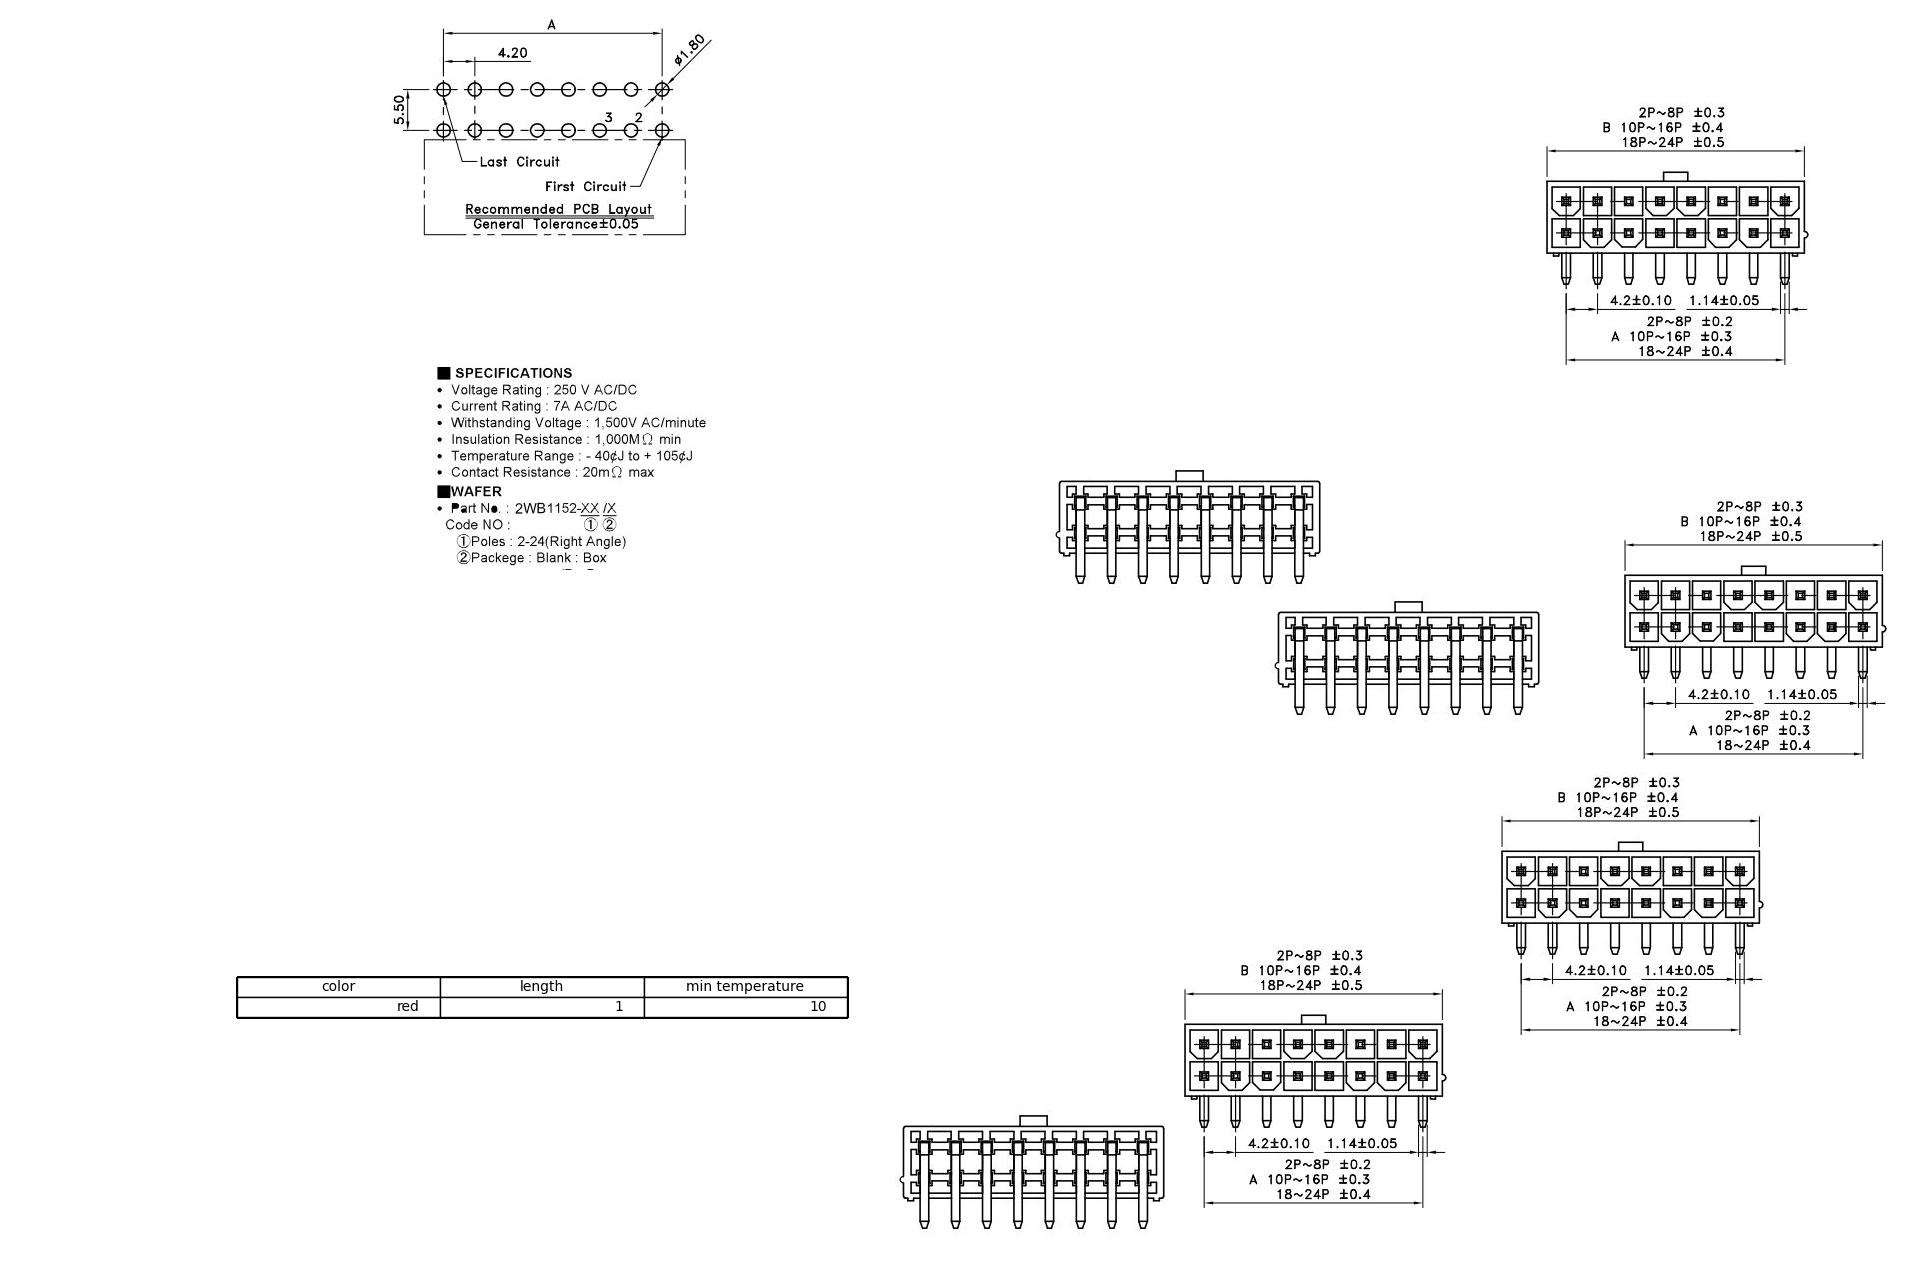 A
4.20
ø1.80
5.50
3 2
Last Circuit
First Circuit
Recommended PCB Layout
General Tolerance±0.05
2P~8P ±0.3
B 10P~16P ±0.4
18P~24P ±0.5
4.2±0.10 1.14±0.05
2P~8P ±0.2
A 10P~16P ±0.3
18~24P ±0.4
■ SPECIFICATIONS
• Voltage Rating : 250 V AC/DC
• Current Rating : 7A AC/DC
• Withstanding Voltage : 1,500V AC/minute
• Insulation Resistance : 1,000MΩ min
• Temperature Range : - 40¢J to + 105¢J
• Contact Resistance : 20mΩ max
■WAFER
• Part No. : 2WB1152-XX /X
Code NO : ① ②
①Poles : 2-24(Right Angle)
②Packege : Blank : Box
2P~8P ±0.3
B 10P~16P ±0.4
18P~24P ±0.5
4.2±0.10 1.14±0.05
2P~8P ±0.2
A 10P~16P ±0.3
18~24P ±0.4
2P~8P ±0.3
B 10P~16P ±0.4
18P~24P ±0.5
4.2±0.10 1.14±0.05
2P~8P ±0.2
A 10P~16P ±0.3
18~24P ±0.4
2P~8P ±0.3
B 10P~16P ±0.4
18P~24P ±0.5
4.2±0.10 1.14±0.05
2P~8P ±0.2
A 10P~16P ±0.3
18~24P ±0.4
color length min temperature
red 1 10